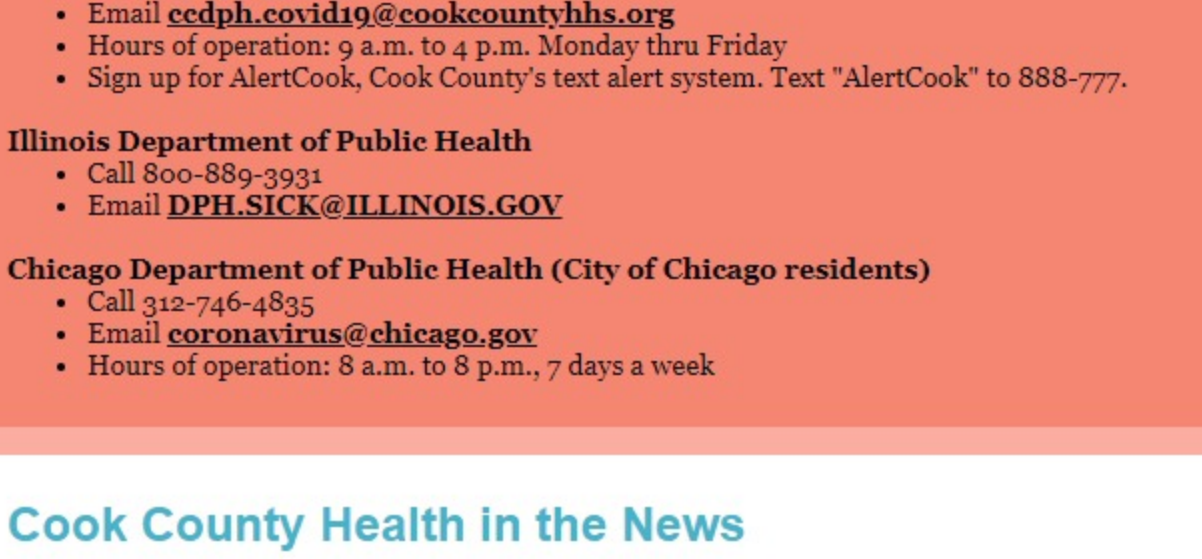 • Email ccdph.covid19@cookcountyhhs.org
• Hours of operation: 9 a.m. to 4 p.m. Monday thru Friday
• Sign up for AlertCook, Cook County's text alert system. Text "AlertCook" to 888-777.
Illinois Department of Public Health
• Call 800-889-3931
• Email DPH.SICK@ILLINOIS.GOV
Chicago Department of Public Health (City of Chicago residents)
• Call 312-746-4835
• Email coronavirus@chicago.gov
• Hours of operation: 8 a.m. to 8 p.m., 7 days a week
Cook County Health in the News